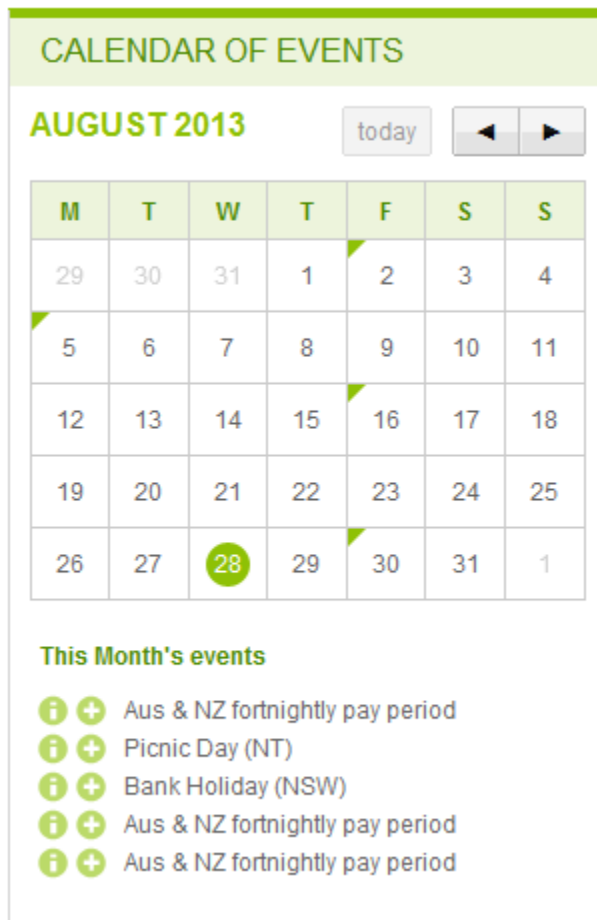 CALENDAR OF EVENTS
AUGUST 2013 today
M T W T F S S
29 30 31 1 2 3 4
5 6 7 8 9 10 11
12 13 14 15 16 17 18
19 20 21 22 23 24 25
26 27 28 29 30 31 1
This Month's events
Aus & NZ fortnightly pay period
Picnic Day (NT)
Bank Holiday (NSW)
Aus & NZ fortnightly pay period
Aus & NZ fortnightly pay period